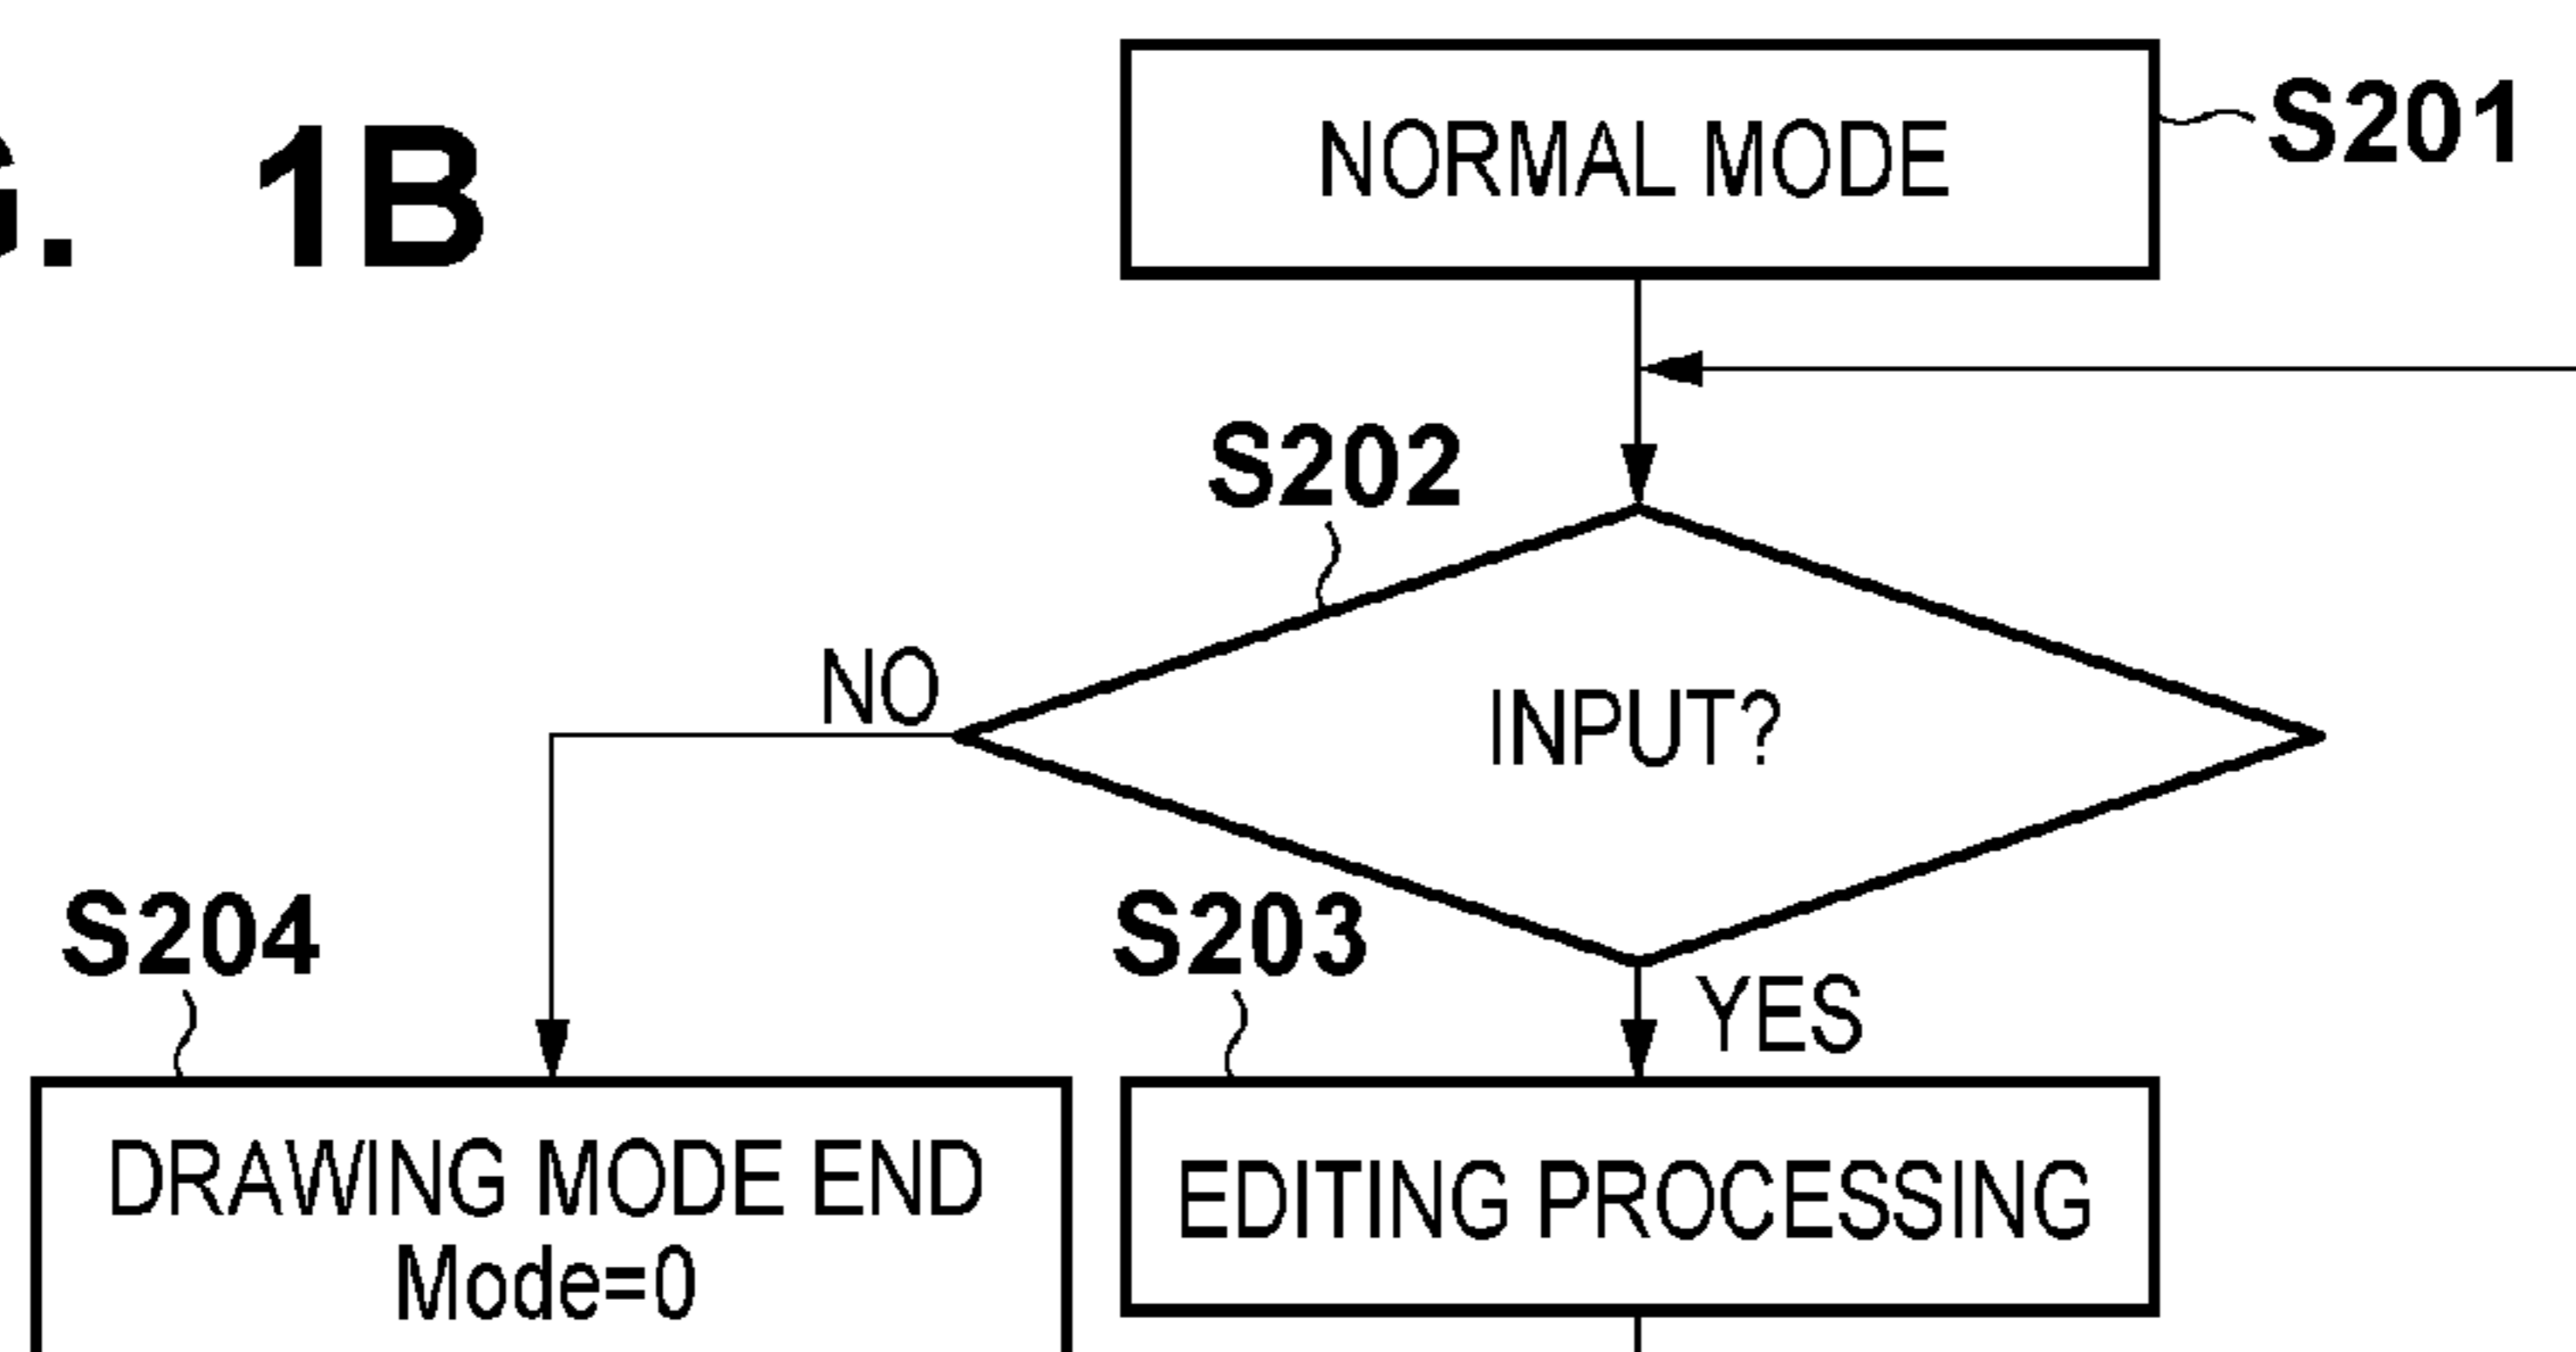 NORMAL MODE
S201
G. 1B
S202
NO
INPUT?
S204
S203
YES
DRAWING MODE END
Mode=0
EDITING PROCESSING